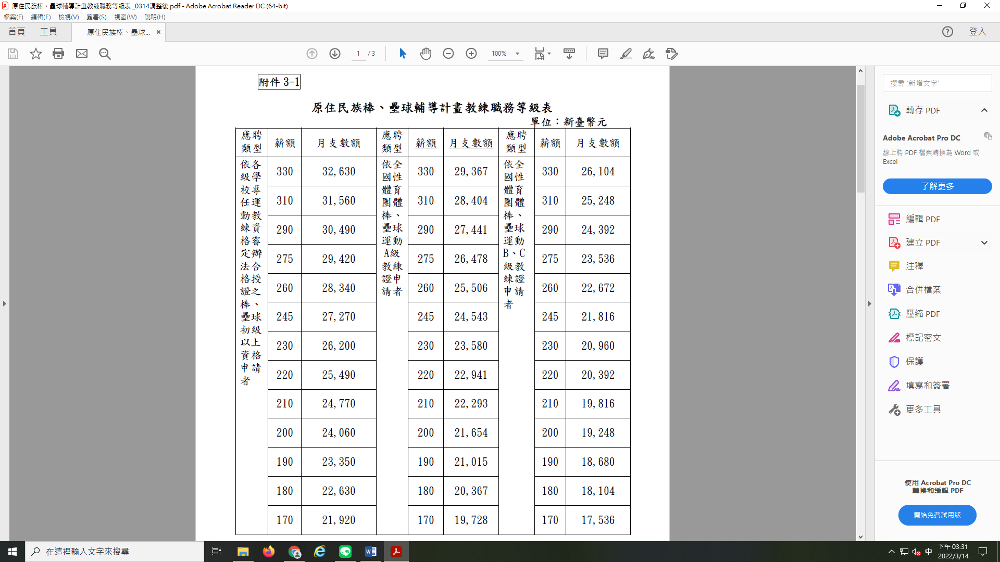 原住民族棒、壘球輔導計畫教練職務等級表 _0314調整後.pdf - Adobe Acrobat Reader DC (64-bit)
檔案(F) 編輯(E) 檢視(V) 簽署(S) 視窗(W) 說明(H)
首頁 工具 原住民族棒、壘球... × 登入
1 / 3 100%
附件 3-1
原住民族棒、壘球輔導計畫教練職務等級表
單位：新臺幣元
應聘類型 薪額 月支數額 應聘類型 薪額 月支數額 應聘類型 薪額 月支數額
依各級學校專任運動教練資格審定辦法合格授證之棒、壘球初級以上資格申請者
依全國性體育團體棒、壘球運動A級教練證申請者
依全國性體育團體棒、壘球運動B、C級教練證申請者
330 32,630 330 29,367 330 26,104
310 31,560 310 28,404 310 25,248
290 30,490 290 27,441 290 24,392
275 29,420 275 26,478 275 23,536
260 28,340 260 25,506 260 22,672
245 27,270 245 24,543 245 21,816
230 26,200 230 23,580 230 20,960
220 25,490 220 22,941 220 20,392
210 24,770 210 22,293 210 19,816
200 24,060 200 21,654 200 19,248
190 23,350 190 21,015 190 18,680
180 22,630 180 20,367 180 18,104
170 21,920 170 19,728 170 17,536
搜尋 '新增文字'
轉存 PDF
Adobe Acrobat Pro DC
線上將 PDF 檔案轉換為 Word 或
Excel
了解更多
編輯 PDF
建立 PDF
注釋
合併檔案
壓縮 PDF
標記密文
保護
填寫和簽署
更多工具
使用 Acrobat Pro DC
轉換和編輯 PDF
開始免費試用版
在這裡輸入文字來搜尋
LINE
中
下午 03:31
2022/3/14